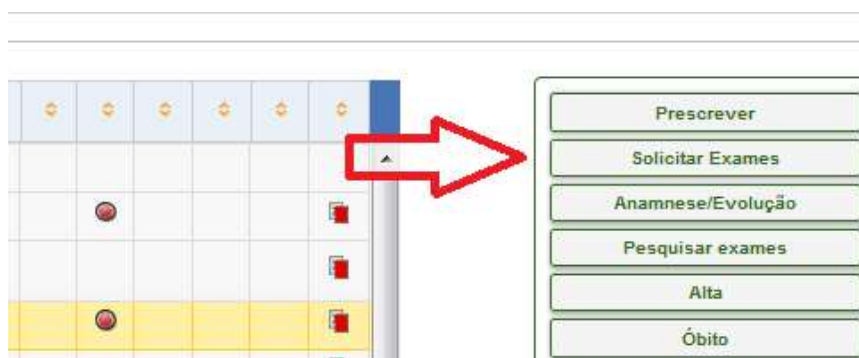 Prescrever
Solicitar Exames
Anamnese/Evolução
Pesquisar exames
Alta
Óbito